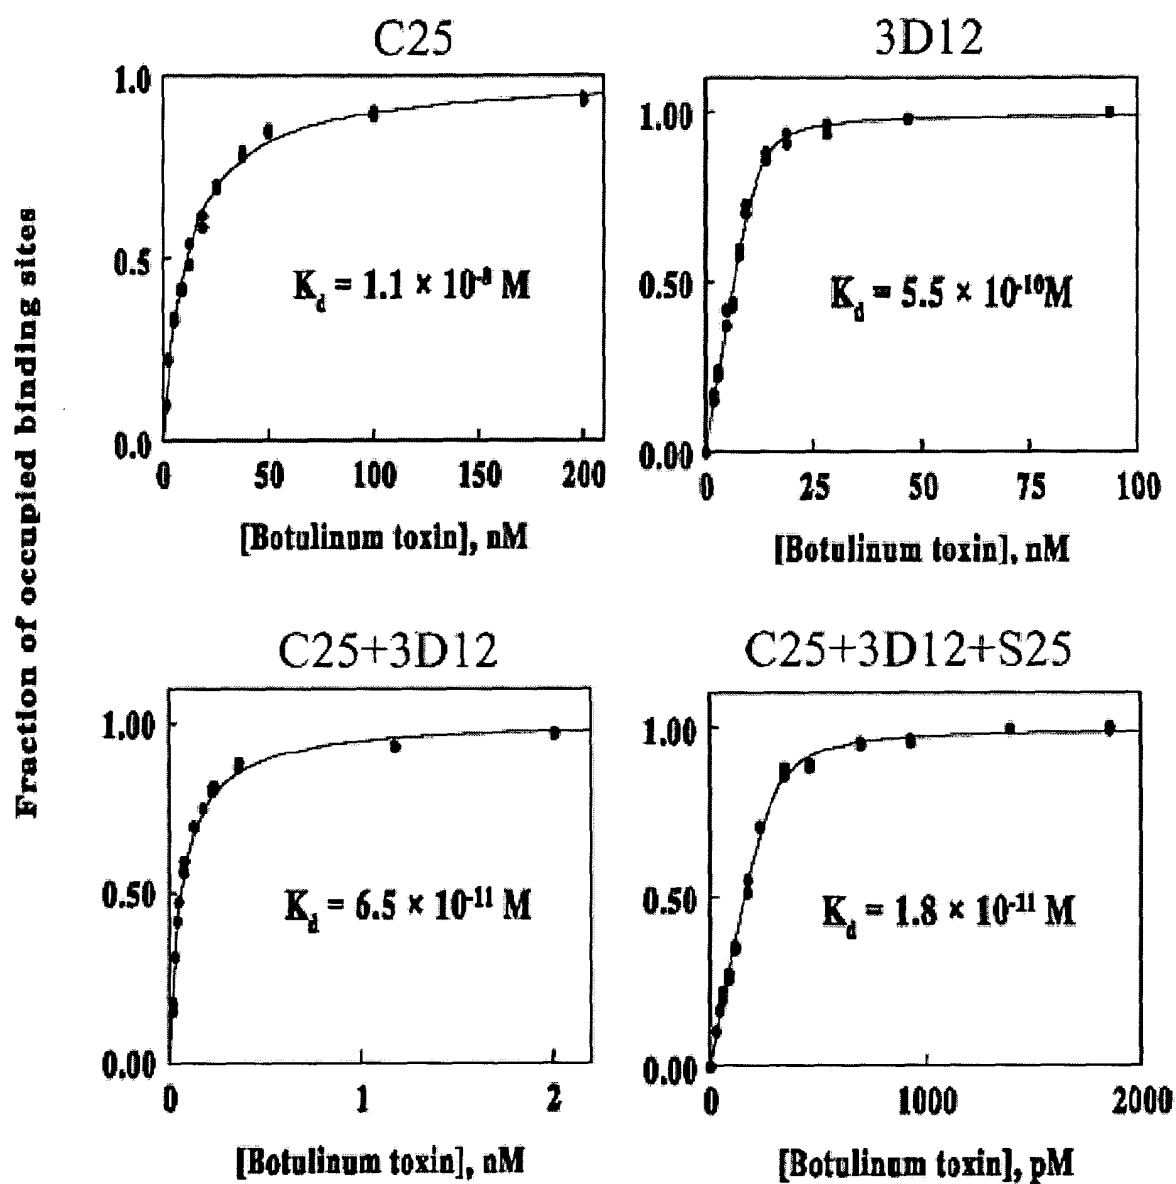 C25
3D12
Fraction of occupied binding sites
1.0
0.5
0.0
0 50 100 150 200
K_d = 1.1 × 10⁻⁸ M
[Botulinum toxin], nM
1.00
0.50
0.00
0 25 50 75 100
K_d = 5.5 × 10⁻¹⁰M
[Botulinum toxin], nM
C25+3D12
C25+3D12+S25
1.00
0.50
0.00
0 1 2
K_d = 6.5 × 10⁻¹¹ M
[Botulinum toxin], nM
1.00
0.50
0.00
0 1000 2000
K_d = 1.8 × 10⁻¹¹ M
[Botulinum toxin], pM